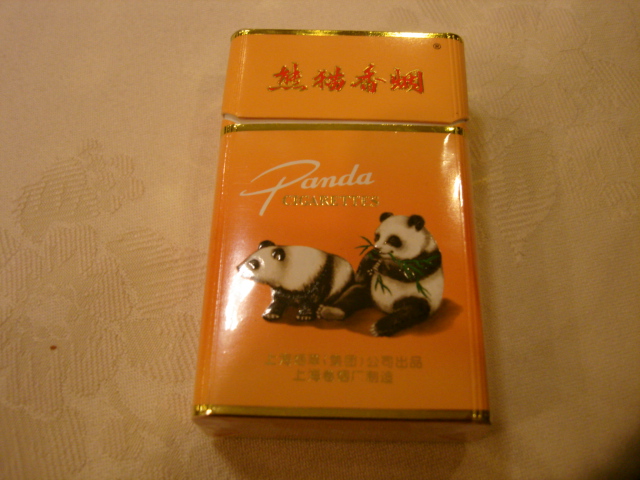 熊猫香烟
®
Panda
CIGARETTES
上海烟草(集团)公司出品
上海卷烟厂制造